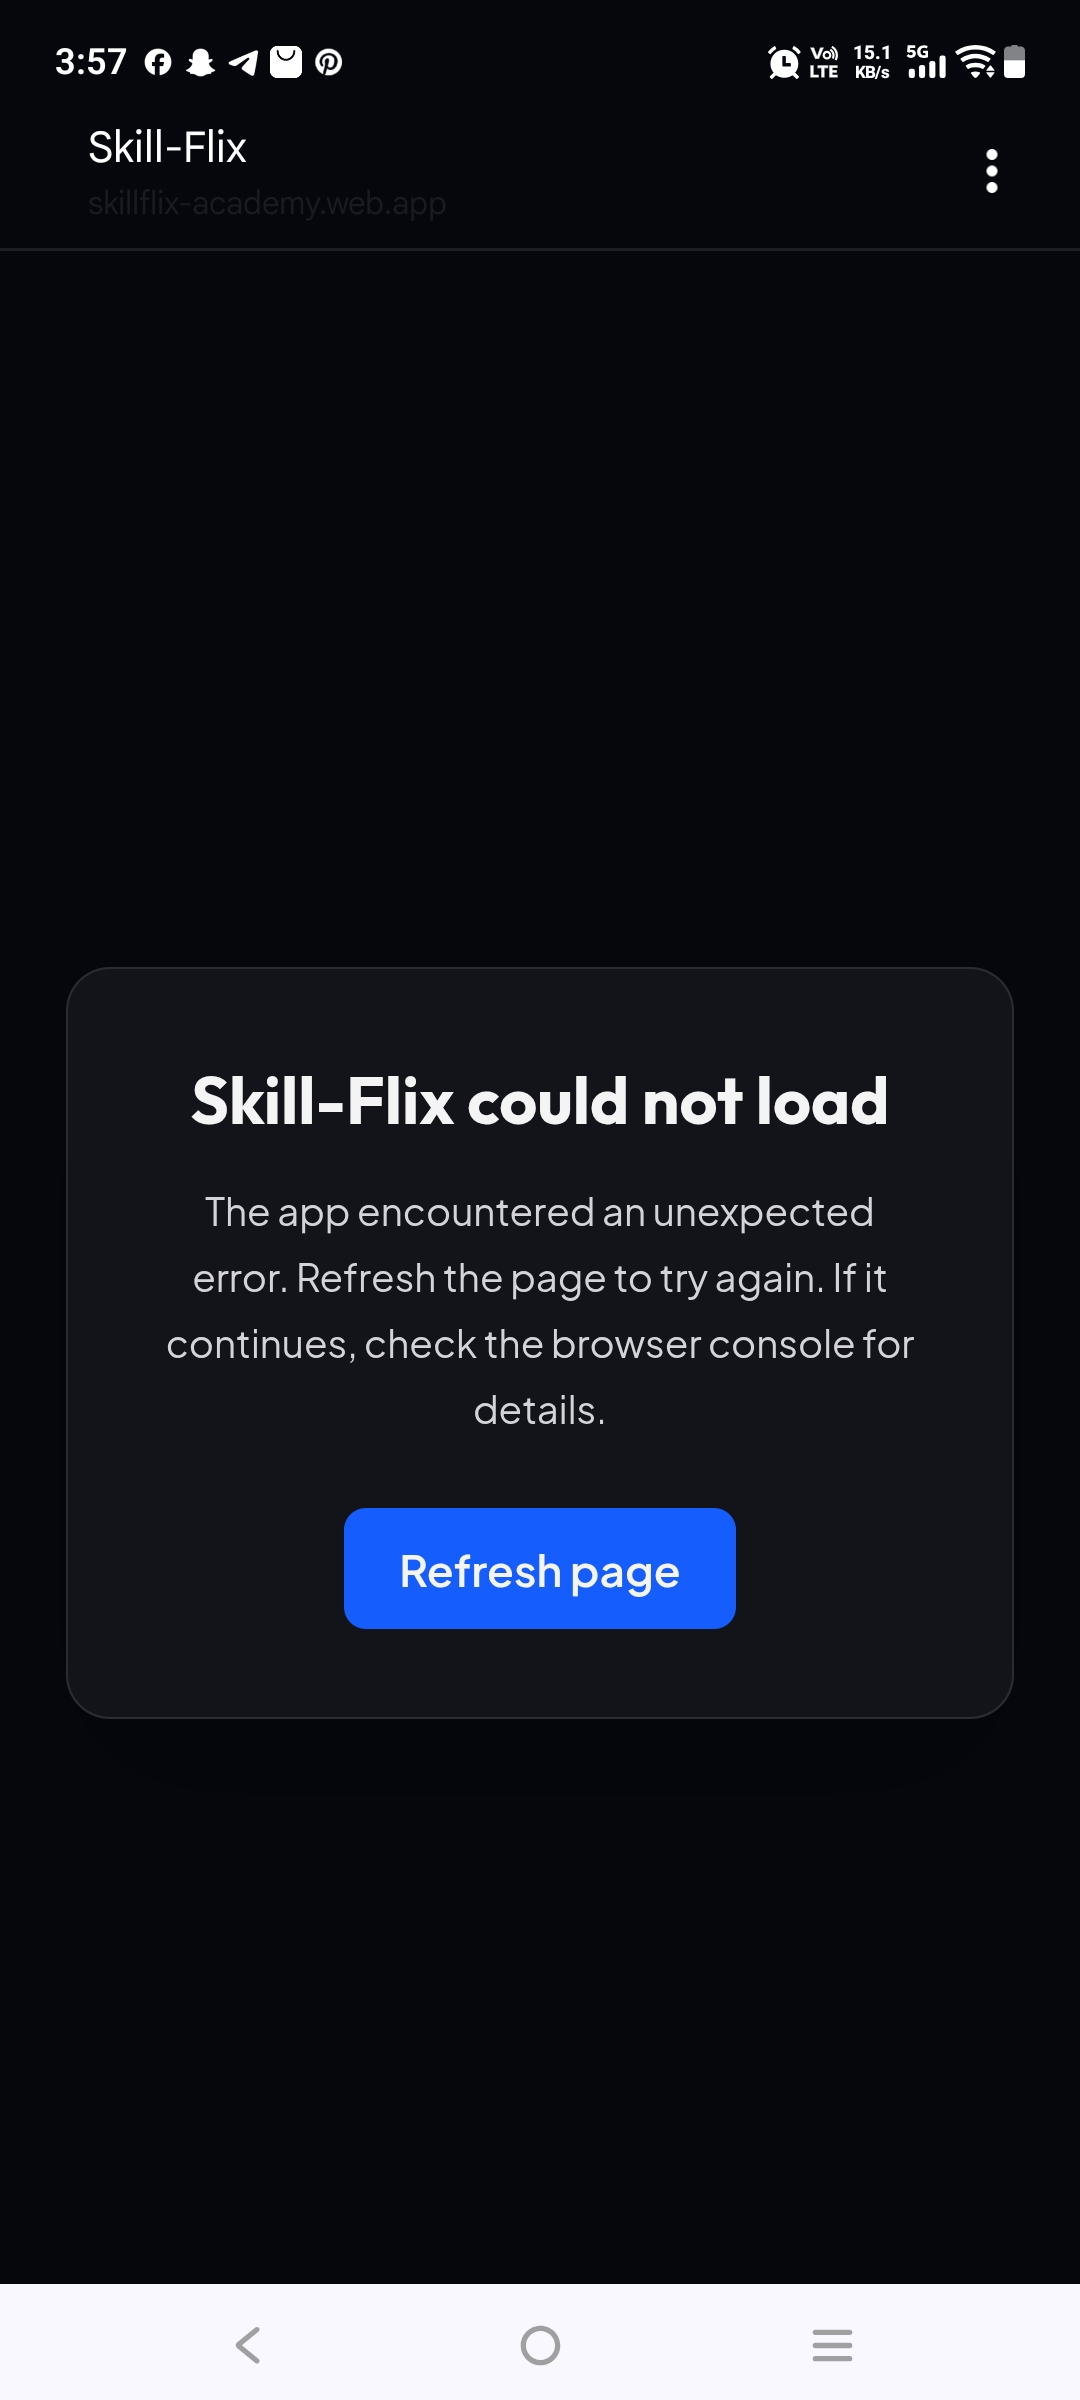 3:57 Vo LTE 15.1 KB/s 5G
Skill-Flix
skillflix-academy.web.app
Skill-Flix could not load
The app encountered an unexpected
error. Refresh the page to try again. If it
continues, check the browser console for
details.
Refresh page